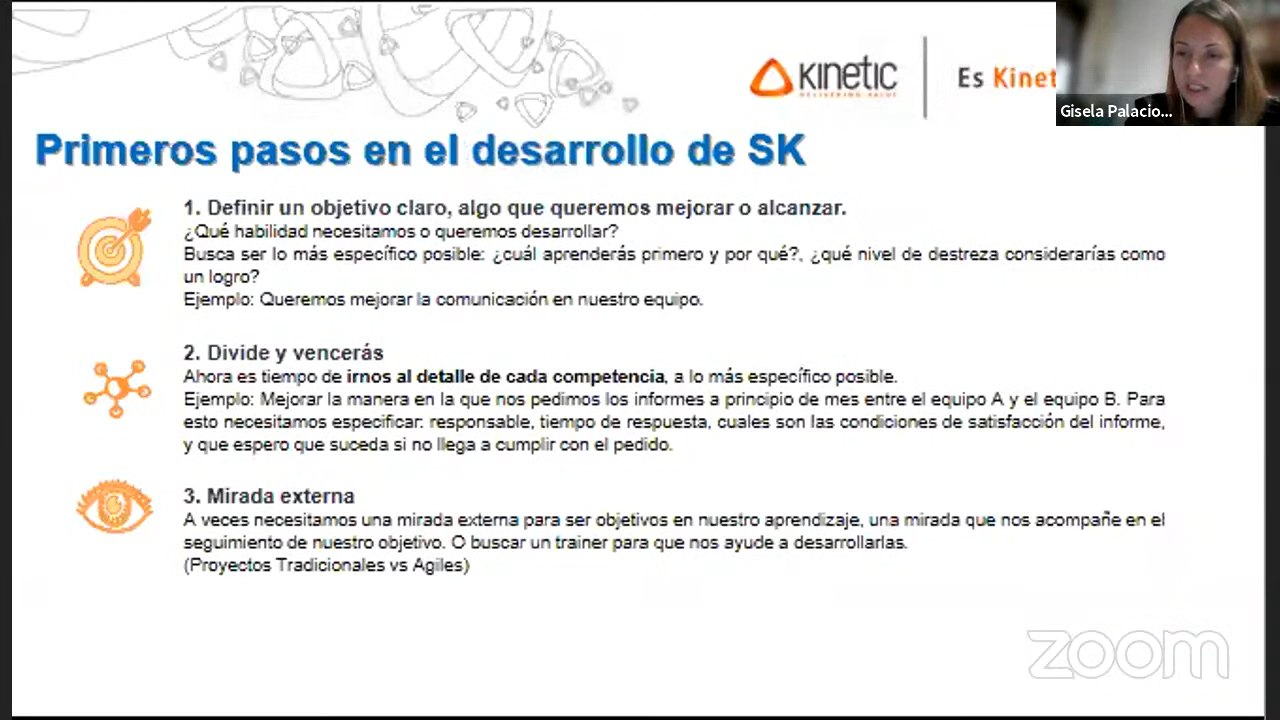 KINETIC
DELIVERING VALUE
Es Kinet
Gisela Palacio...
Primeros pasos en el desarrollo de SK
1. Definir un objetivo claro, algo que queremos mejorar o alcanzar.
¿Qué habilidad necesitamos o queremos desarrollar?
Busca ser lo más específico posible: ¿cuál aprenderás primero y por qué?, ¿qué nivel de destreza considerarías como
un logro?
Ejemplo: Queremos mejorar la comunicación en nuestro equipo.
2. Divide y vencerás
Ahora es tiempo de irnos al detalle de cada competencia, a lo más específico posible.
Ejemplo: Mejorar la manera en la que nos pedimos los informes a principio de mes entre el equipo A y el equipo B. Para
esto necesitamos especificar: responsable, tiempo de respuesta, cuales son las condiciones de satisfacción del informe,
y que espero que suceda si no llega a cumplir con el pedido.
3. Mirada externa
A veces necesitamos una mirada externa para ser objetivos en nuestro aprendizaje, una mirada que nos acompañe en el
seguimiento de nuestro objetivo. O buscar un trainer para que nos ayude a desarrollarlas.
(Proyectos Tradicionales vs Agiles)
zoom